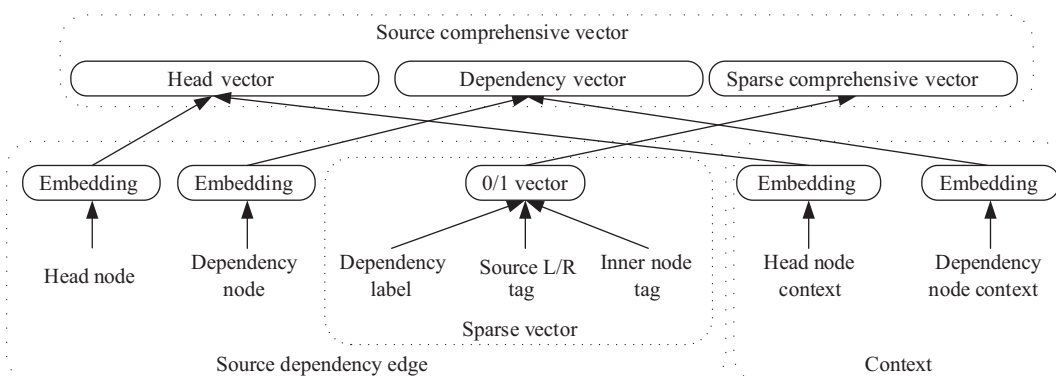 Source comprehensive vector
Head vector
Dependency vector
Sparse comprehensive vector
Embedding
Embedding
0/1 vector
Embedding
Embedding
Head node
Dependency
node
Dependency
label
Source L/R
tag
Inner node
tag
Head node
context
Dependency
node context
Sparse vector
Source dependency edge
Context